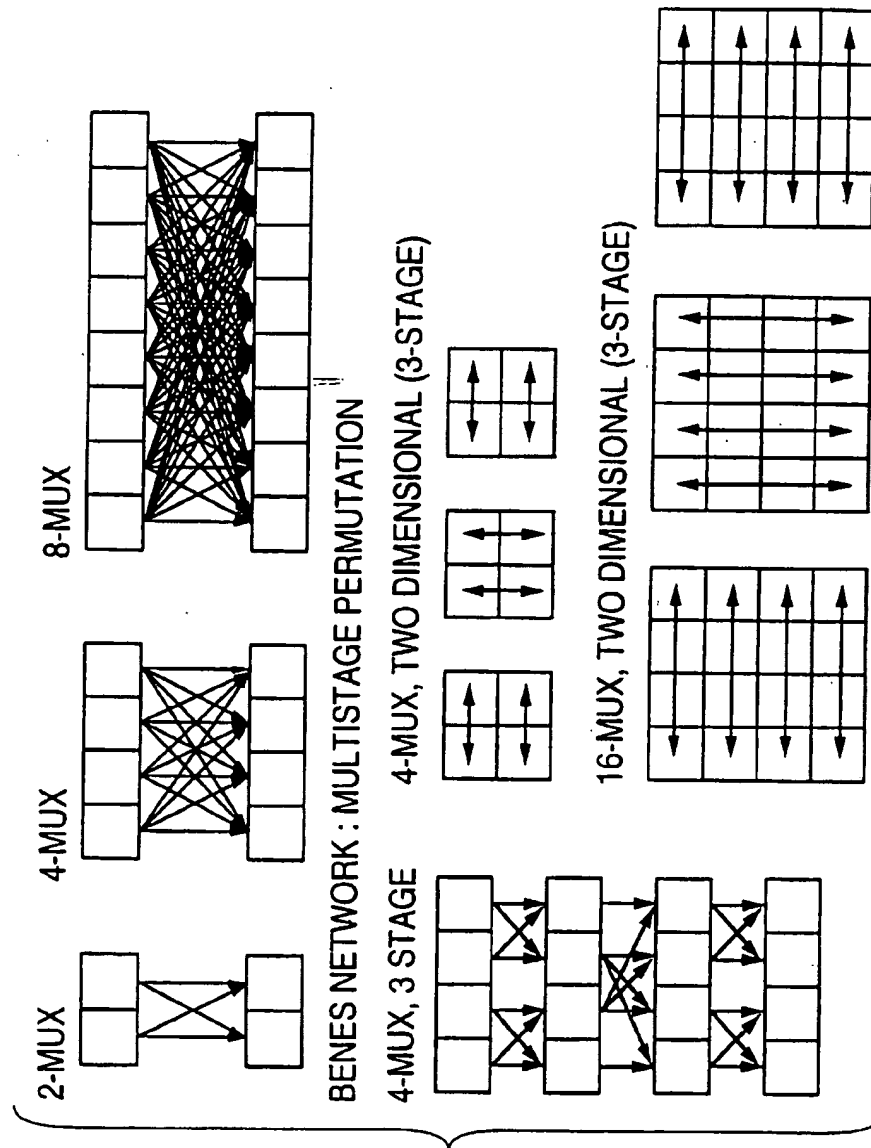 2-MUX
4-MUX
8-MUX
BENES NETWORK : MULTISTAGE PERMUTATION
4-MUX, 3 STAGE
4-MUX, TWO DIMENSIONAL (3-STAGE)
16-MUX, TWO DIMENSIONAL (3-STAGE)